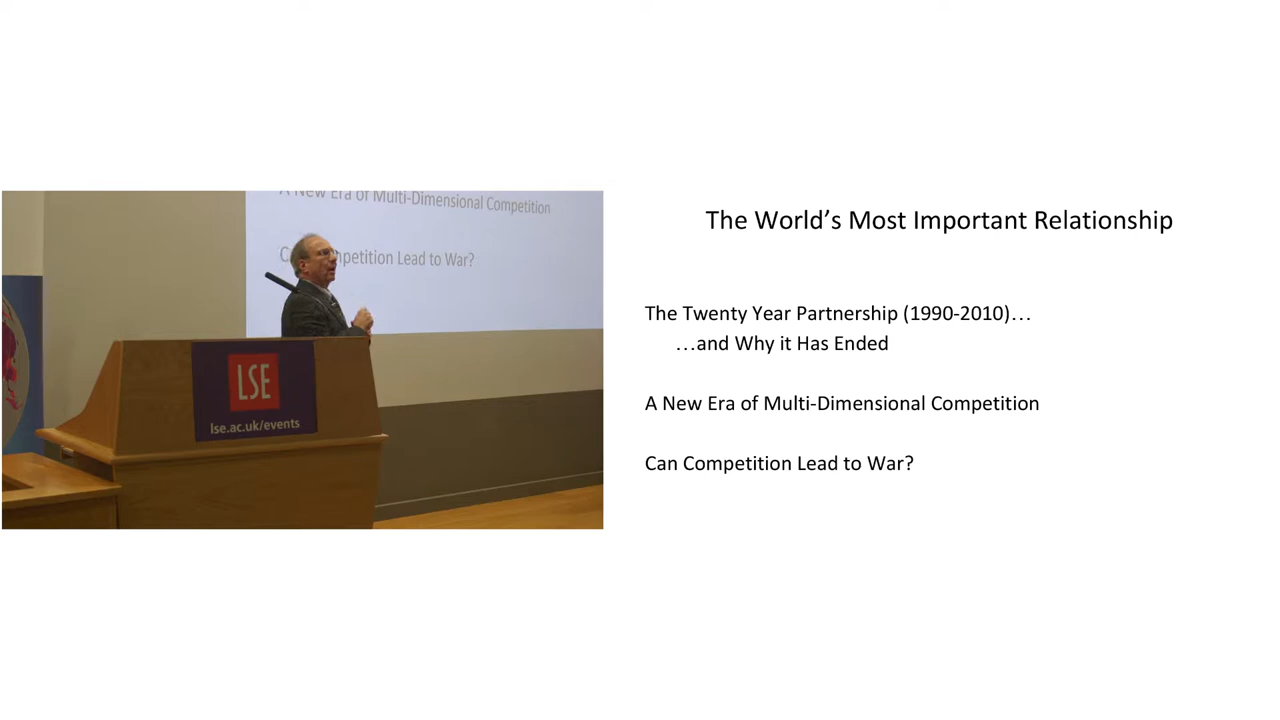 A New Era of Multi-Dimensional Competition
Competition Lead to War?
LSE
lse.ac.uk/events
The World’s Most Important Relationship
The Twenty Year Partnership (1990-2010)…
…and Why it Has Ended
A New Era of Multi-Dimensional Competition
Can Competition Lead to War?